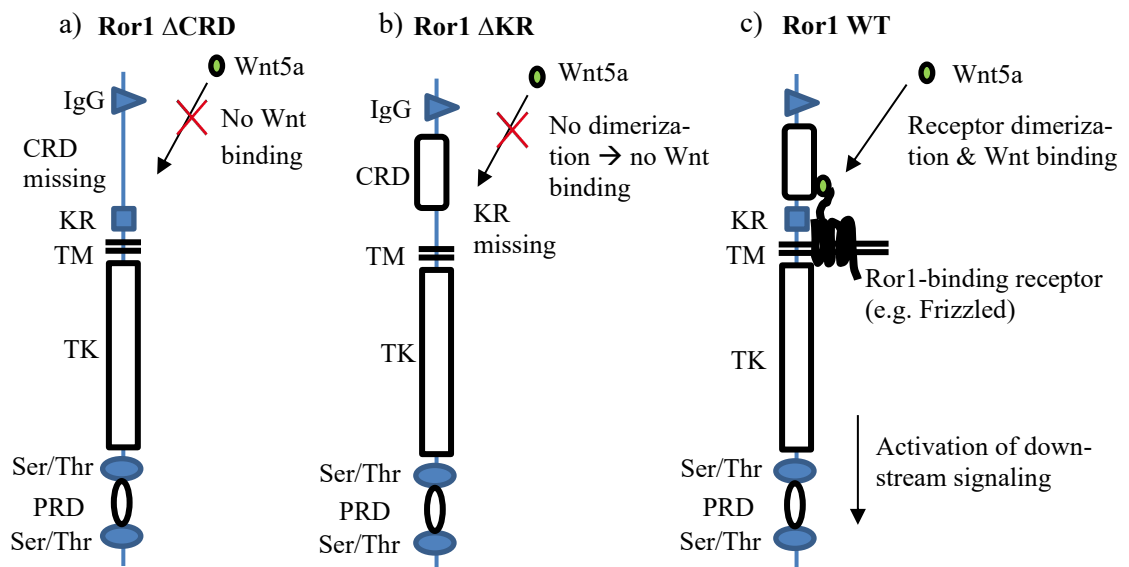 a) Ror1 ΔCRD
Wnt5a
IgG
No Wnt
binding
CRD
missing
KR
TM
TK
Ser/Thr
PRD
Ser/Thr
b) Ror1 ΔKR
Wnt5a
IgG
No dimeriza-
tion → no Wnt
binding
CRD
KR
missing
TM
TK
Ser/Thr
PRD
Ser/Thr
c) Ror1 WT
Wnt5a
Receptor dimeriza-
tion & Wnt binding
KR
TM
Ror1-binding receptor
(e.g. Frizzled)
TK
Activation of down-
stream signaling
Ser/Thr
PRD
Ser/Thr